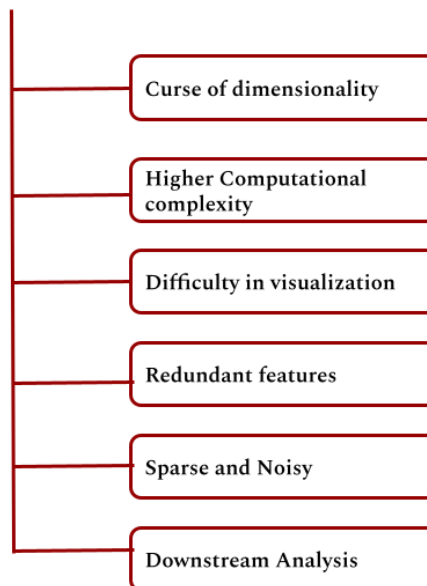 Curse of dimensionality
Higher Computational
complexity
Difficulty in visualization
Redundant features
Sparse and Noisy
Downstream Analysis